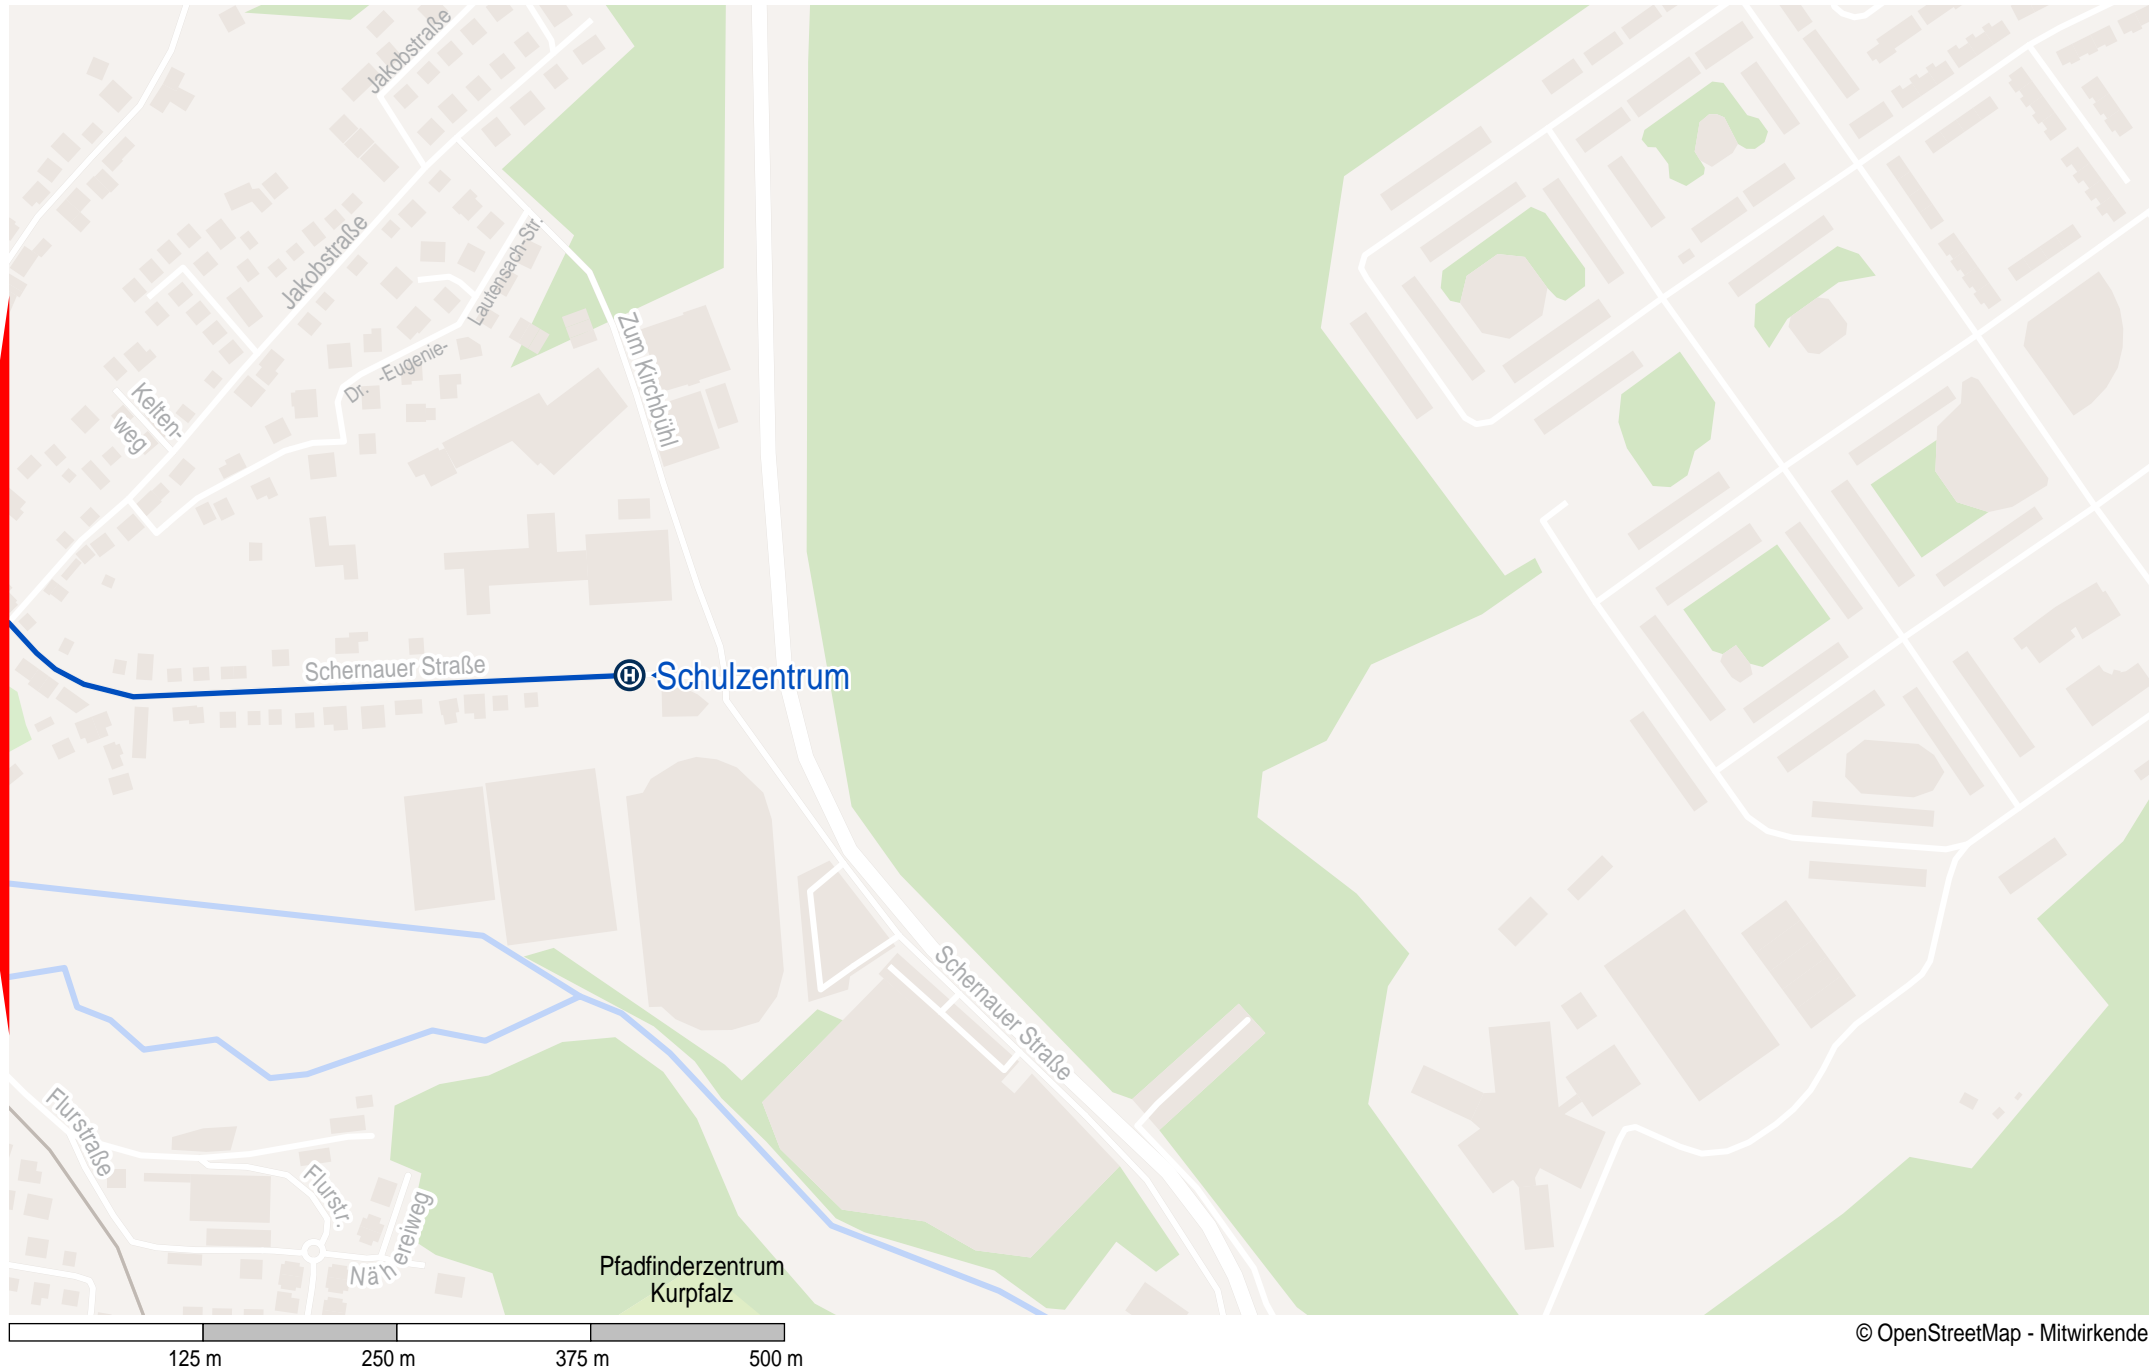 Jakobstraße
Jakobstraße
Lautensach-Str.
Dr. -Eugenie-
Zum Kirchbühl
Kelten-
weg
Schernauer Straße
Schulzentrum
Schernauer Straße
Flurstraße
Flurstr.
Nähereiweg
Pfadfinderzentrum
Kurpfalz
125 m
250 m
375 m
500 m
© OpenStreetMap - Mitwirkende